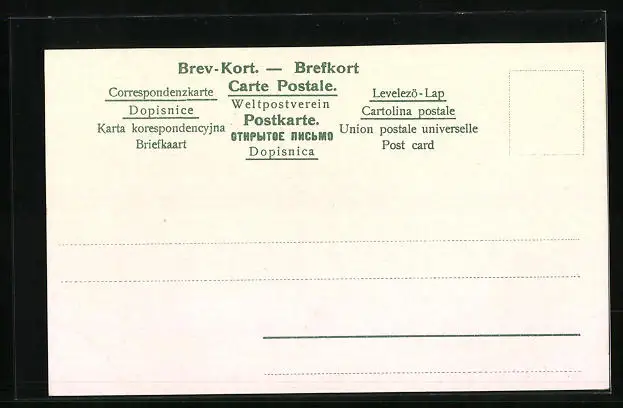 Brev-Kort. — Brefkort
Carte Postale.
Correspondenzkarte
Weltpostverein
Levelező-Lap
Dopisnice
Postkarte.
Cartolina postale
Karta korespondencyjna
ОТКРЫТОЕ ПИСЬМО
Union postale universelle
Briefkaart
Dopisnica
Post card